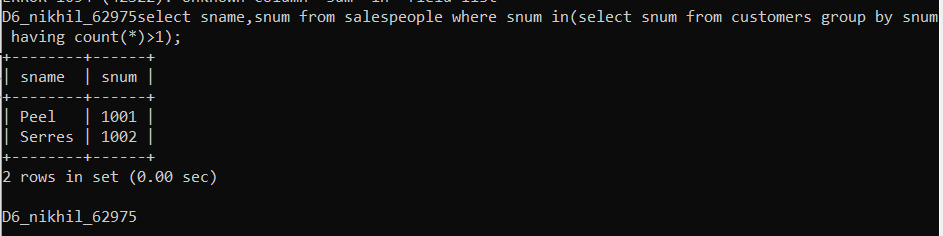 D6_nikhil_62975select sname,snum from salespeople where snum in(select snum from customers group by snum
having count(*)>1);
+--------+------+
| sname  | snum |
+--------+------+
| Peel   | 1001 |
| Serres | 1002 |
+--------+------+
2 rows in set (0.00 sec)
D6_nikhil_62975